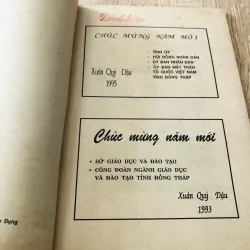 CHÚC MỪNG NĂM MỚI
- TỈNH ỦY
- HỘI ĐỒNG NHÂN DÂN
- ỦY BAN NHÂN DÂN
- ỦY BAN MẶT TRẬN
TỔ QUỐC VIỆT NAM
TỈNH ĐỒNG THÁP
Xuân Quý Dậu
1993
Chúc mừng năm mới
• SỞ GIÁO DỤC VÀ ĐÀO TẠO
• CÔNG ĐOÀN NGÀNH GIÁO DỤC
VÀ ĐÀO TẠO TỈNH ĐỒNG THÁP
Xuân Quý Dậu
1993
Dụng